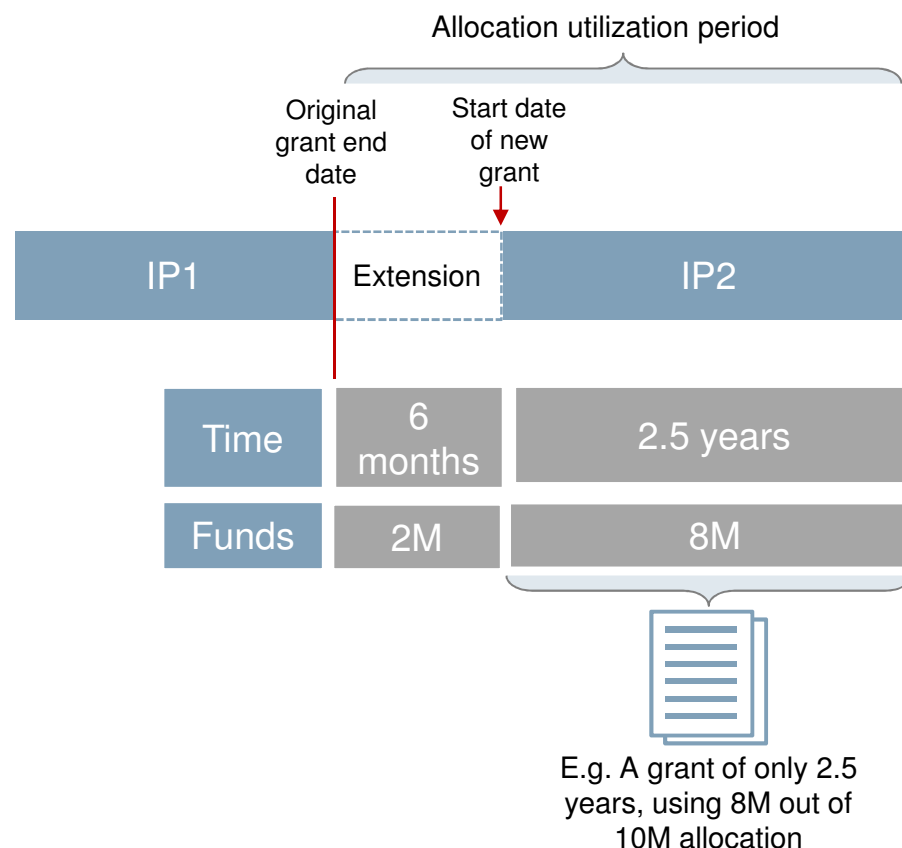 Allocation utilization period
Original
grant end
date
Start date
of new
grant
IP1
Extension
IP2
Time
6
months
2.5 years
Funds
2M
8M
E.g. A grant of only 2.5
years, using 8M out of
10M allocation